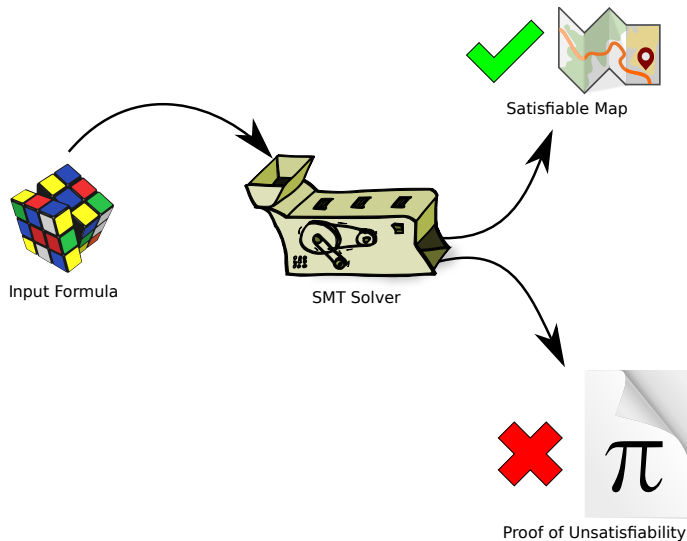 Satisfiable Map
Input Formula
SMT Solver
π
Proof of Unsatisfiability